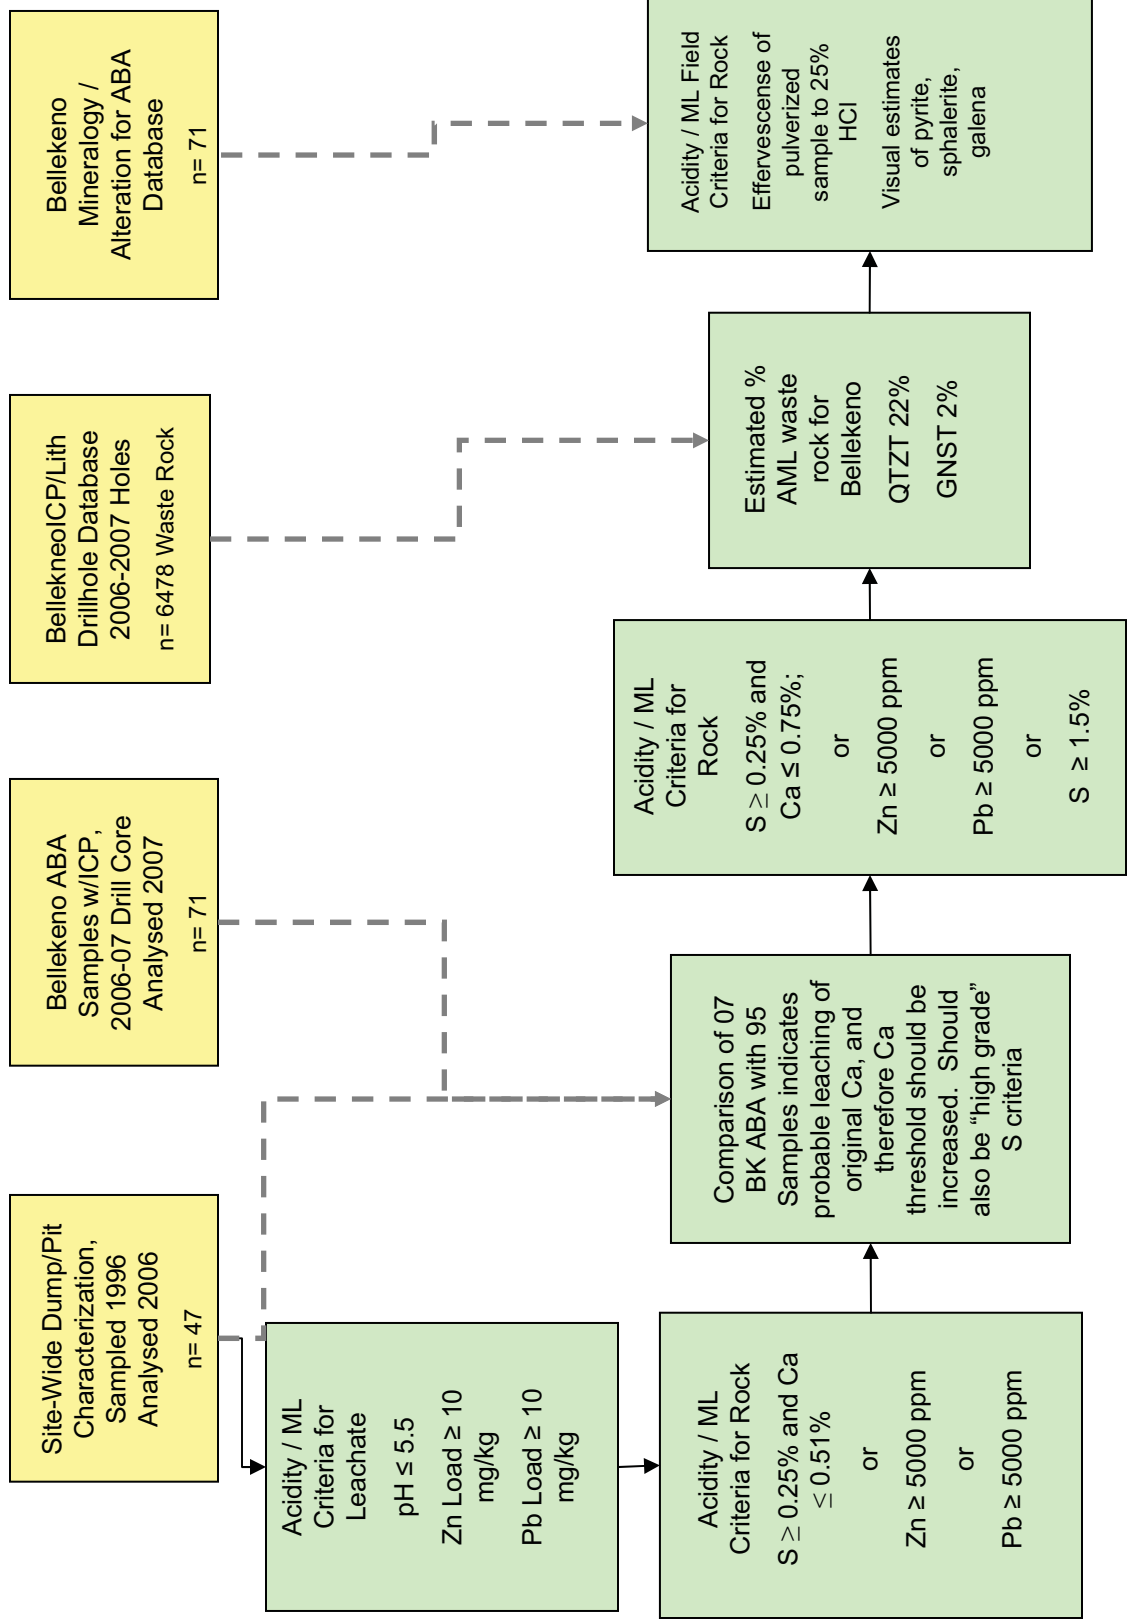 Site-Wide Dump/Pit
Characterization,
Sampled 1996
Analysed 2006
n= 47
Bellekeno ABA
Samples w/ICP,
2006-07 Drill Core
Analysed 2007
n= 71
BellekneoICP/Lith
Drillhole Database
2006-2007 Holes
n= 6478 Waste Rock
Bellekeno
Mineralogy /
Alteration for ABA
Database
n= 71
Acidity / ML
Criteria for
Leachate
pH ≤ 5.5
Zn Load ≥ 10
mg/kg
Pb Load ≥ 10
mg/kg
Acidity / ML
Criteria for Rock
S ≥ 0.25% and Ca
≤ 0.51%
or
Zn ≥ 5000 ppm
or
Pb ≥ 5000 ppm
Comparison of 07
BK ABA with 95
Samples indicates
probable leaching of
original Ca, and
therefore Ca
threshold should be
increased. Should
also be “high grade”
S criteria
Acidity / ML
Criteria for
Rock
S ≥ 0.25% and
Ca ≤ 0.75%;
or
Zn ≥ 5000 ppm
or
Pb ≥ 5000 ppm
or
S ≥ 1.5%
Estimated %
AML waste
rock for
Bellekeno
QTZT 22%
GNST 2%
Acidity / ML Field
Criteria for Rock
Effervescense of
pulverized
sample to 25%
HCl
Visual estimates
of pyrite,
sphalerite,
galena